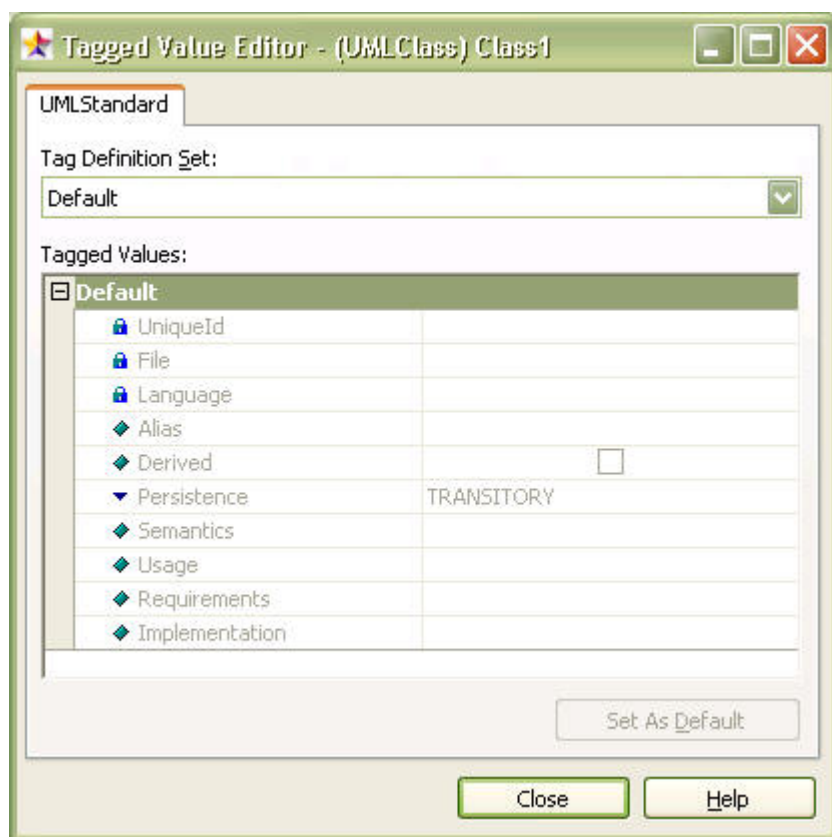 Tagged Value Editor - (UMLClass) Class1
UMLStandard
Tag Definition Set:
Default
Tagged Values:
Default
UniqueId
File
Language
Alias
Derived
Persistence TRANSITORY
Semantics
Usage
Requirements
Implementation
Set As Default
Close Help